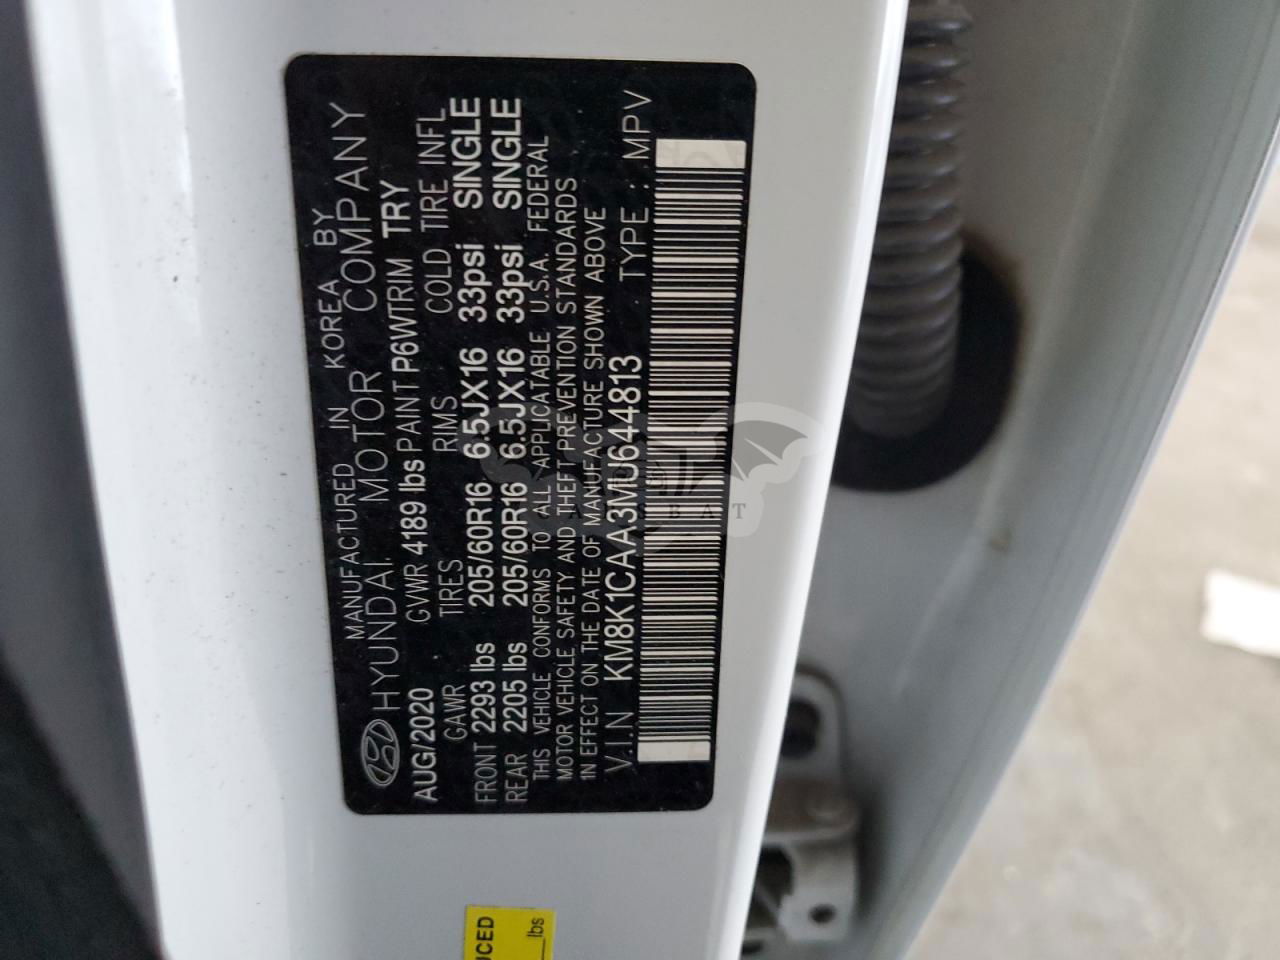 MANUFACTURED IN KOREA BY
HYUNDAI MOTOR COMPANY
AUG/2020 GVWR 4189 lbs PAINT P6W TRIM TRY
GAWR TIRES RIMS COLD TIRE INFL
FRONT 2293 lbs 205/60R16 6.5JX16 33psi SINGLE
REAR 2205 lbs 205/60R16 6.5JX16 33psi SINGLE
THIS VEHICLE CONFORMS TO ALL APPLICATABLE U.S.A. FEDERAL
MOTOR VEHICLE SAFETY AND THEFT PREVENTION STANDARDS
IN EFFECT ON THE DATE OF MANUFACTURE SHOWN ABOVE
V.I.N KM8K1CAA3MU644813 TYPE : MPV
CARSBAT
UCED
lbs